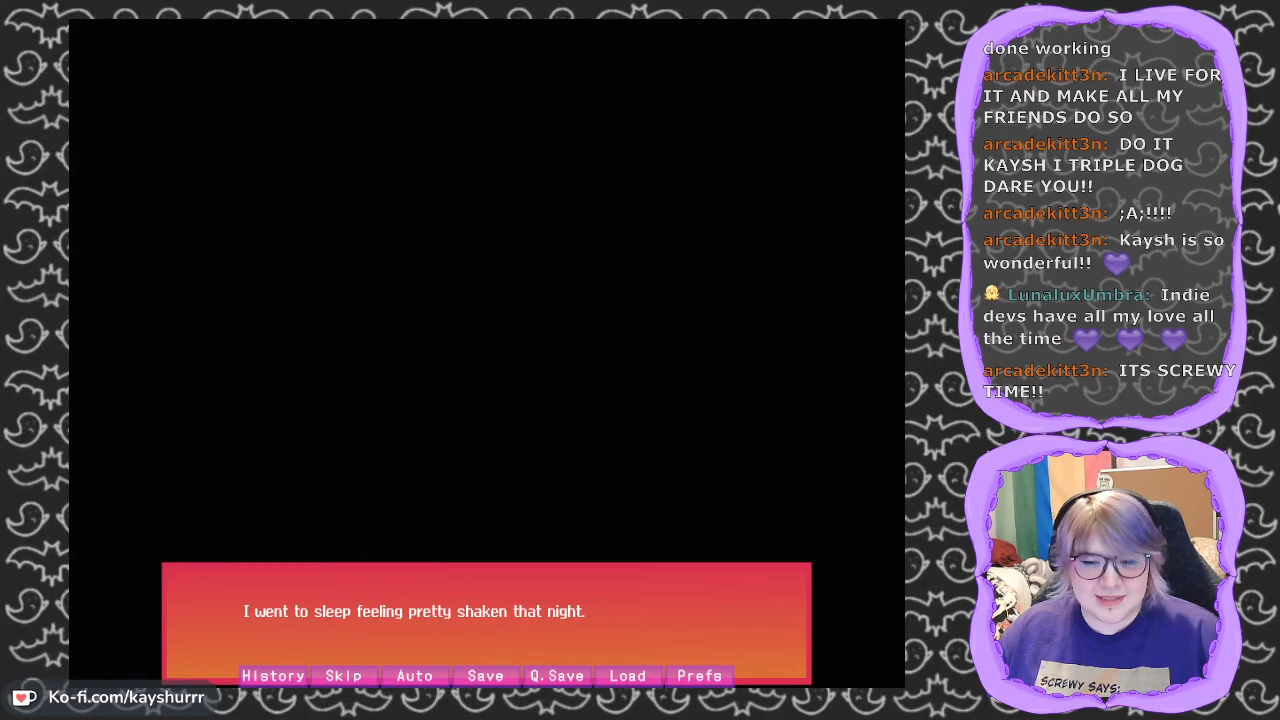 done working
arcadekitt3n: I LIVE FOR
IT AND MAKE ALL MY
FRIENDS DO SO
arcadekitt3n: DO IT
KAYSH I TRIPLE DOG
DARE YOU!!
arcadekitt3n: ;A;!!!!
arcadekitt3n: Kaysh is so
wonderful!!
LunaluxUmbra: Indie
devs have all my love all
the time
arcadekitt3n: ITS SCREWY
TIME!!
I went to sleep feeling pretty shaken that night.
History Skip Auto Save Q.Save Load Prefs
SCREWY SAYS:
Ko-fi.com/kayshurrr